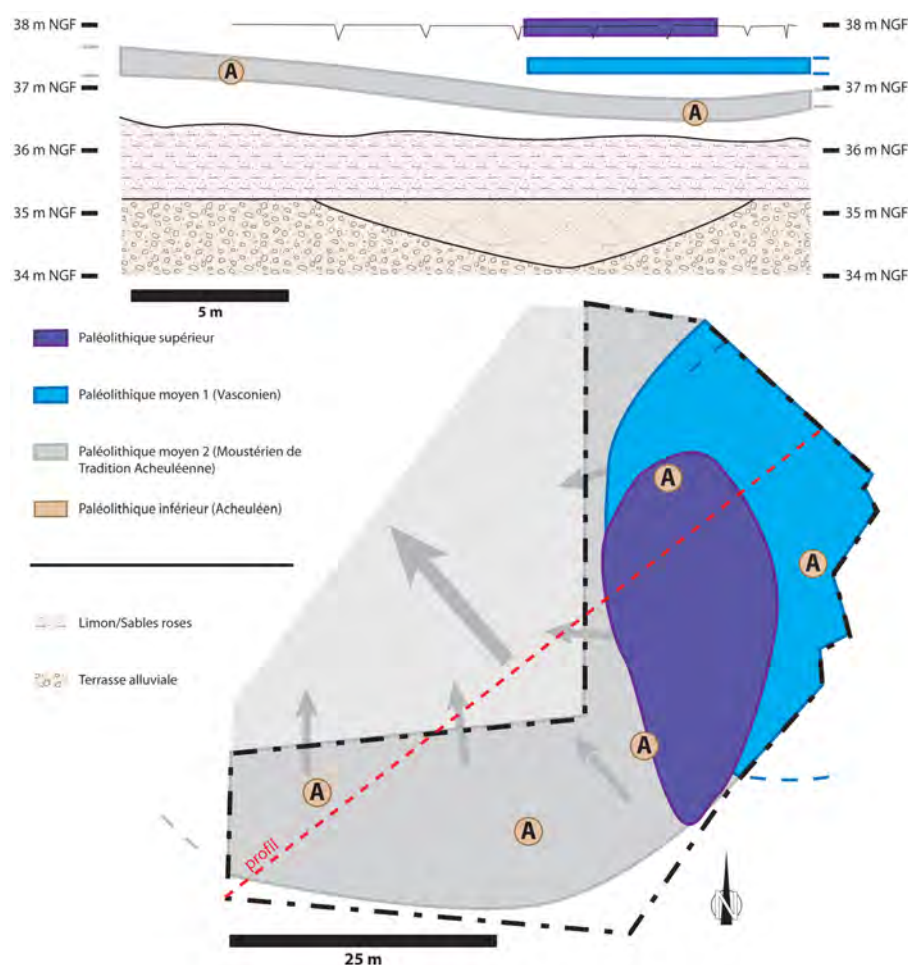 38 m NGF
38 m NGF
A
37 m NGF
37 m NGF
A
36 m NGF
36 m NGF
35 m NGF
35 m NGF
34 m NGF
34 m NGF
5 m
Paléolithique supérieur
Paléolithique moyen 1 (Vasconien)
Paléolithique moyen 2 (Moustérien de
Tradition Acheuléenne)
Paléolithique inférieur (Acheuléen)
Limon/Sables roses
Terrasse alluviale
A
A
A
A
A
profil
N
25 m